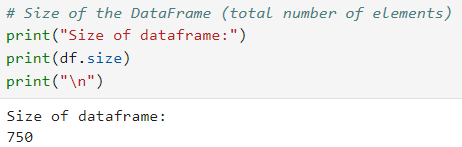 # Size of the DataFrame (total number of elements)
print("Size of dataframe:")
print(df.size)
print("\n")
Size of dataframe:
750